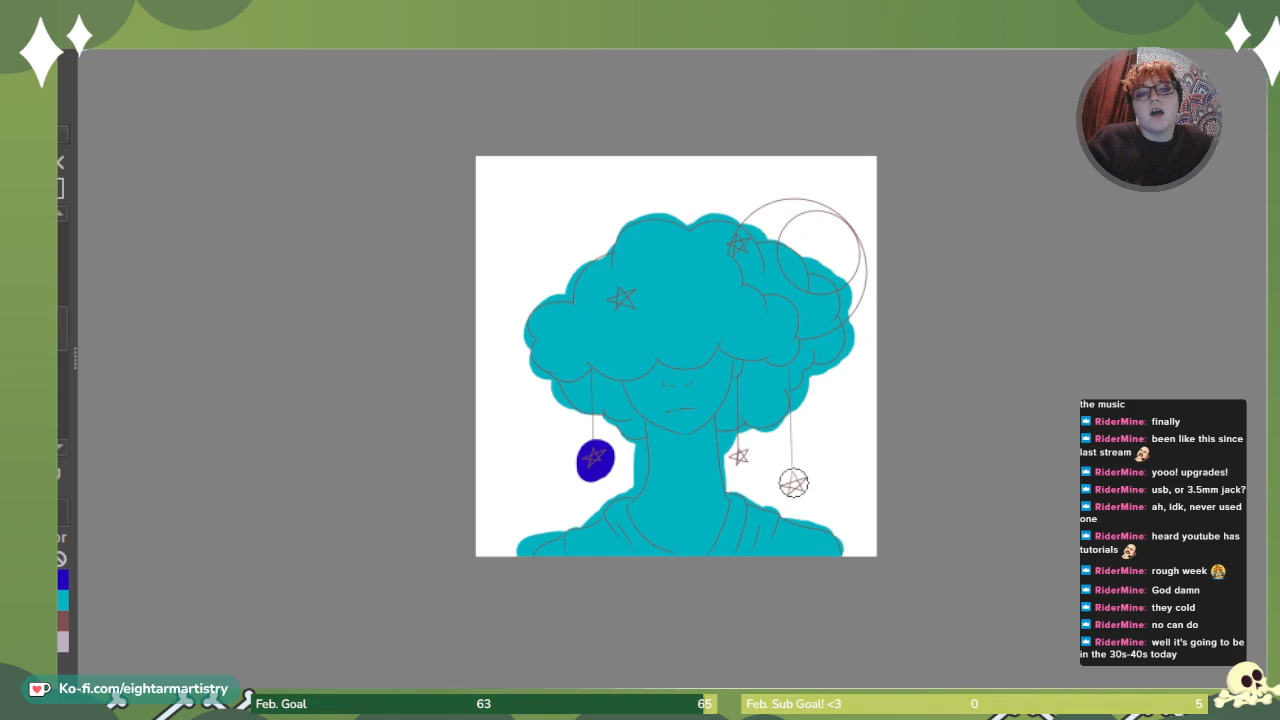 the music
RiderMine: finally
RiderMine: been like this since
last stream
RiderMine: yooo! upgrades!
RiderMine: usb, or 3.5mm jack?
RiderMine: ah, idk, never used
one
RiderMine: heard youtube has
tutorials
RiderMine: rough week
RiderMine: God damn
RiderMine: they cold
RiderMine: no can do
RiderMine: well it's going to be
in the 30s-40s today
or
Ko-fi.com/eightarmartistry
Feb. Goal 63 65
Feb. Sub Goal! <3 0 5